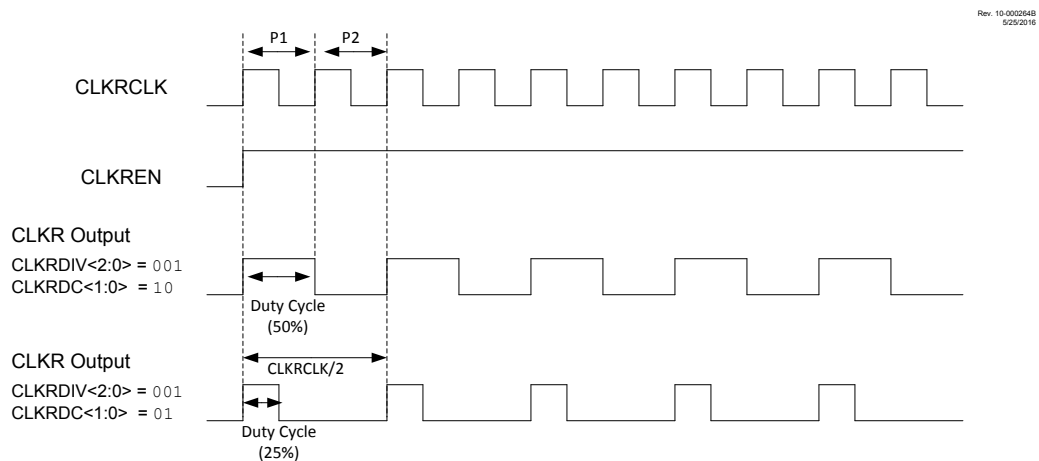 Rev. 10-000264B
5/25/2016
P1
P2
CLKRCLK
CLKREN
CLKR Output
CLKRDIV<2:0> = 001
CLKRDC<1:0> = 10
Duty Cycle
(50%)
CLKR Output
CLKRCLK/2
CLKRDIV<2:0> = 001
CLKRDC<1:0> = 01
Duty Cycle
(25%)